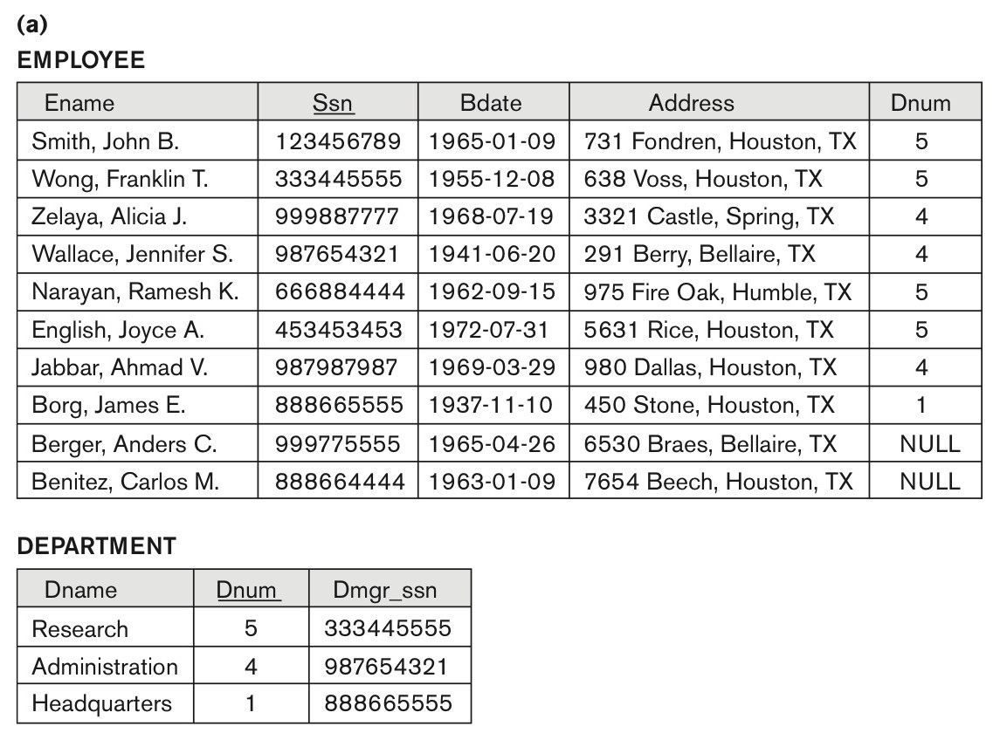 (a)
EMPLOYEE
Ename Ssn Bdate Address Dnum
Smith, John B. 123456789 1965-01-09 731 Fondren, Houston, TX 5
Wong, Franklin T. 333445555 1955-12-08 638 Voss, Houston, TX 5
Zelaya, Alicia J. 999887777 1968-07-19 3321 Castle, Spring, TX 4
Wallace, Jennifer S. 987654321 1941-06-20 291 Berry, Bellaire, TX 4
Narayan, Ramesh K. 666884444 1962-09-15 975 Fire Oak, Humble, TX 5
English, Joyce A. 453453453 1972-07-31 5631 Rice, Houston, TX 5
Jabbar, Ahmad V. 987987987 1969-03-29 980 Dallas, Houston, TX 4
Borg, James E. 888665555 1937-11-10 450 Stone, Houston, TX 1
Berger, Anders C. 999775555 1965-04-26 6530 Braes, Bellaire, TX NULL
Benitez, Carlos M. 888664444 1963-01-09 7654 Beech, Houston, TX NULL
DEPARTMENT
Dname Dnum Dmgr_ssn
Research 5 333445555
Administration 4 987654321
Headquarters 1 888665555